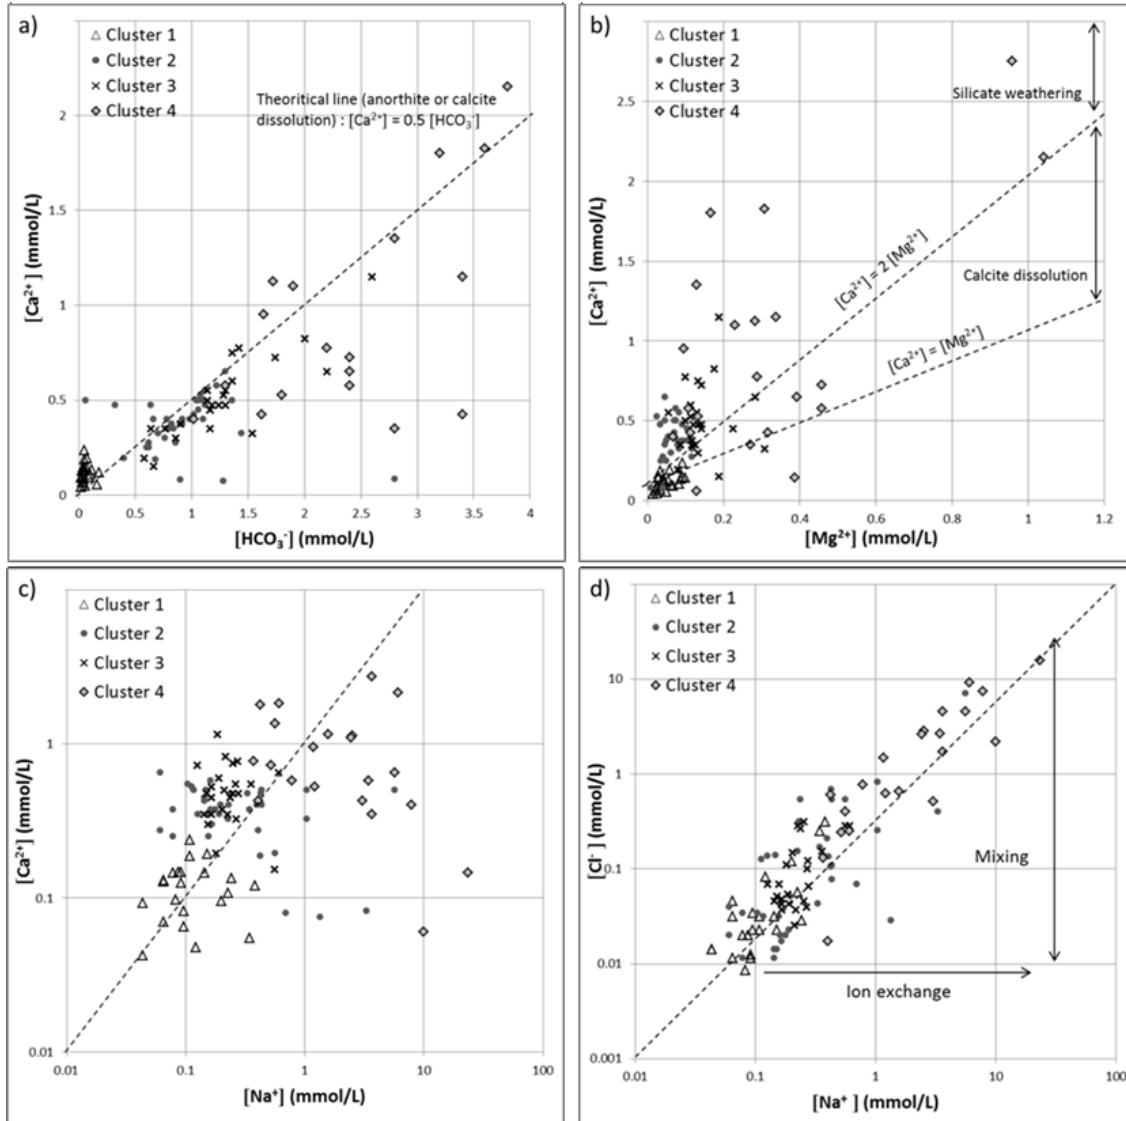 a)
Cluster 1
Cluster 2
Cluster 3
Cluster 4
Theoritical line (anorthite or calcite
dissolution) : [Ca²⁺] = 0.5 [HCO₃⁻]
[Ca²⁺] (mmol/L)
2
1
0
0 0.5 1 1.5 2 2.5 3 3.5 4
[HCO₃⁻] (mmol/L)
b)
Cluster 1
Cluster 2
Cluster 3
Cluster 4
Silicate weathering
Calcite dissolution
[Ca²⁺] = 2 [Mg²⁺]
[Ca²⁺] = [Mg²⁺]
[Ca²⁺] (mmol/L)
2.5
2
1.5
1
0.5
0
0 0.2 0.4 0.6 0.8 1 1.2
[Mg²⁺] (mmol/L)
c)
Cluster 1
Cluster 2
Cluster 3
Cluster 4
[Ca²⁺] (mmol/L)
1
0.1
0.01
0.01 0.1 1 10 100
[Na⁺] (mmol/L)
d)
Cluster 1
Cluster 2
Cluster 3
Cluster 4
Mixing
Ion exchange
[Cl⁻] (mmol/L)
10
1
0.1
0.01
0.001
0.01 0.1 1 10 100
[Na⁺ ] (mmol/L)